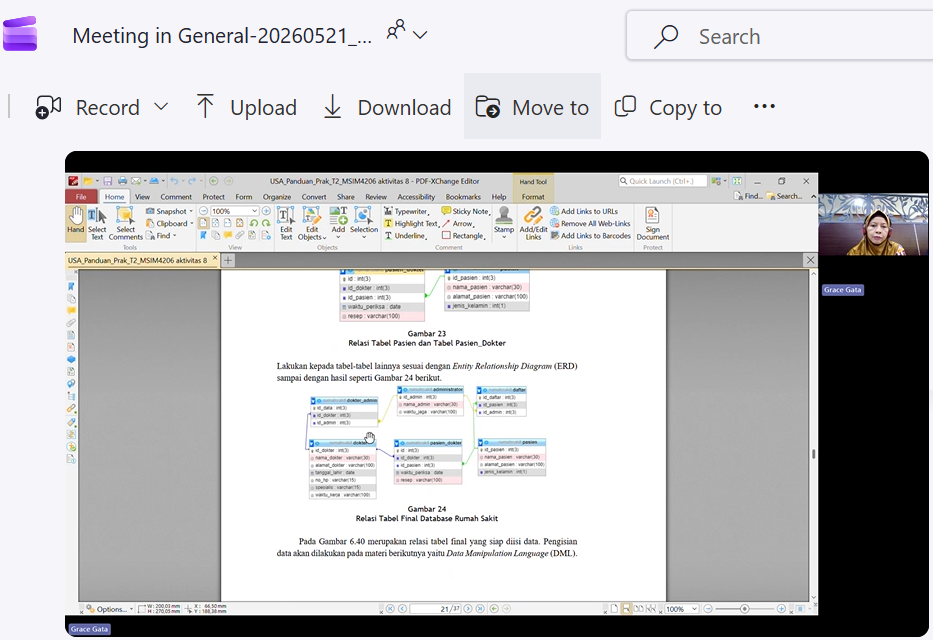 Meeting in General-20260521_...
Search
Record
Upload
Download
Move to
Copy to
USA_Panduan_Prak_T2_MSIM4206 aktivitas 8 - PDF-XChange Editor
Hand Tool
Quick Launch (Ctrl+.)
File
Home
View
Bookmarks
Protect
Form
Organize
Convert
Share
Review
Accessibility
Comments
Help
Format
Find...
Search...
Hand
Select Text
Select Comments
Snapshot
Clipboard
Find
Tools
100%
View
Edit Text
Edit Objects
Add
Selection
Objects
Typewriter
Highlight Text
Underline
Sticky Note
Arrow
Rectangle
Stamp
Comment
Add/Edit Links
Add Links to URLs
Remove All Web-Links
Add Links to Barcodes
Links
Sign Document
Protect
USA_Panduan_Prak_T2_MSIM4206 aktivitas 8
id : int(3)
id_dokter : int(3)
id_pasien : int(3)
waktu_periksa : date
resep : varchar(100)
id_pasien : int(3)
nama_pasien : varchar(30)
alamat_pasien : varchar(100)
jenis_kelamin : int(1)
Gambar 23
Relasi Tabel Pasien dan Tabel Pasien_Dokter
Lakukan kepada tabel-tabel lainnya sesuai dengan Entity Relationship Diagram (ERD)
sampai dengan hasil seperti Gambar 24 berikut.
dokter_admin
id_data : int(3)
id_dokter : int(3)
id_admin : int(3)
administrator
id_admin : int(3)
nama_admin : varchar(30)
waktu_jaga : varchar(100)
daftar
id_daftar : int(3)
id_pasien : int(3)
id_admin : int(3)
id_dokter : int(3)
nama_dokter : varchar(30)
alamat_dokter : varchar(100)
tanggal_lahir : date
no_hp : varchar(15)
spesialis : varchar(15)
waktu_kerja : varchar(100)
pasien_dokter
id : int(3)
id_dokter : int(3)
id_pasien : int(3)
waktu_periksa : date
resep : varchar(100)
pasien
id_pasien : int(3)
nama_pasien : varchar(30)
alamat_pasien : varchar(100)
jenis_kelamin : int(1)
Gambar 24
Relasi Tabel Final Database Rumah Sakit
Pada Gambar 6.40 merupakan relasi tabel final yang siap diisi data. Pengisian
data akan dilakukan pada materi berikutnya yaitu Data Manipulation Language (DML).
Options...
W: 200,03 mm
H: 270,05 mm
X: 66,50 mm
Y: 188,38 mm
21/37
100%
Grace Gata
Grace Gata